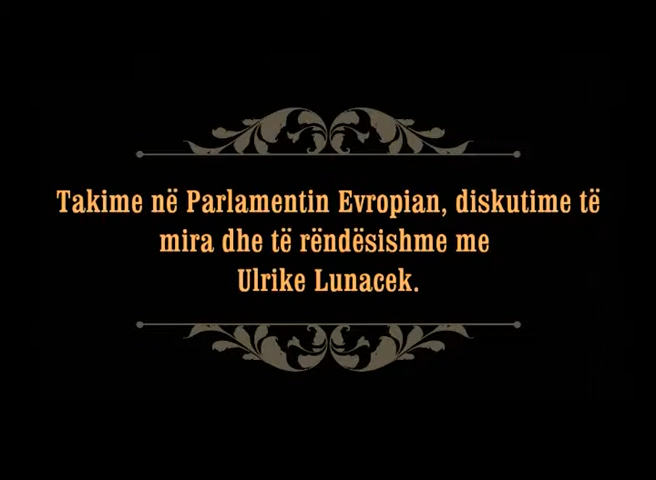 Takime në Parlamentin Evropian, diskutime të
mira dhe të rëndësishme me
Ulrike Lunacek.